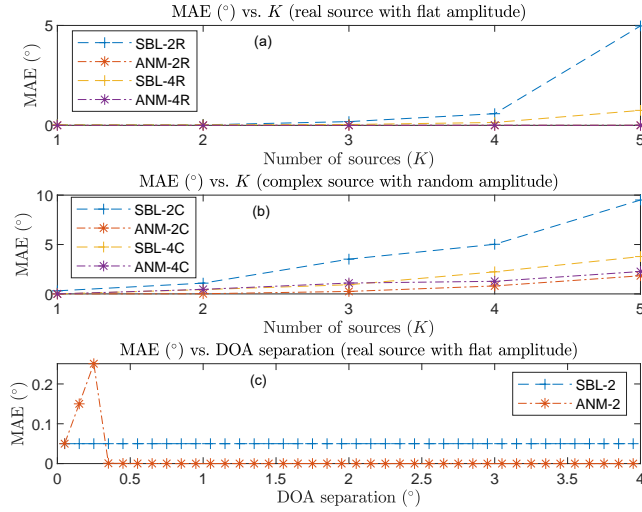 MAE (°) vs. K (real source with flat amplitude)
(a)
SBL-2R
ANM-2R
SBL-4R
ANM-4R
MAE (°)
5
0
1
2
3
4
5
Number of sources (K)
MAE (°) vs. K (complex source with random amplitude)
(b)
SBL-2C
ANM-2C
SBL-4C
ANM-4C
MAE (°)
10
5
0
1
2
3
4
5
Number of sources (K)
MAE (°) vs. DOA separation (real source with flat amplitude)
(c)
SBL-2
ANM-2
MAE (°)
0.2
0.1
0
0
0.5
1
1.5
2
2.5
3
3.5
4
DOA separation (°)